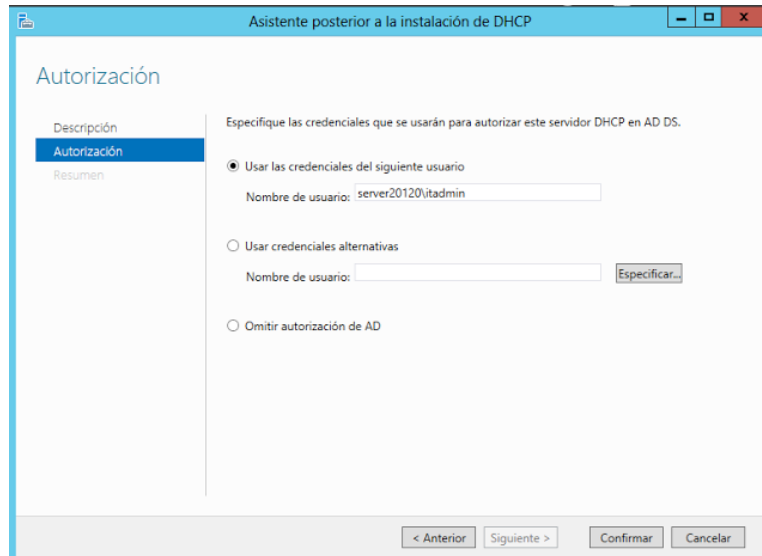 Asistente posterior a la instalación de DHCP
Autorización
Descripción
Autorización
Resumen
Especifique las credenciales que se usarán para autorizar este servidor DHCP en AD DS.
Usar las credenciales del siguiente usuario
Nombre de usuario: server20120\itadmin
Usar credenciales alternativas
Nombre de usuario: Especificar...
Omitir autorización de AD
< Anterior Siguiente > Confirmar Cancelar